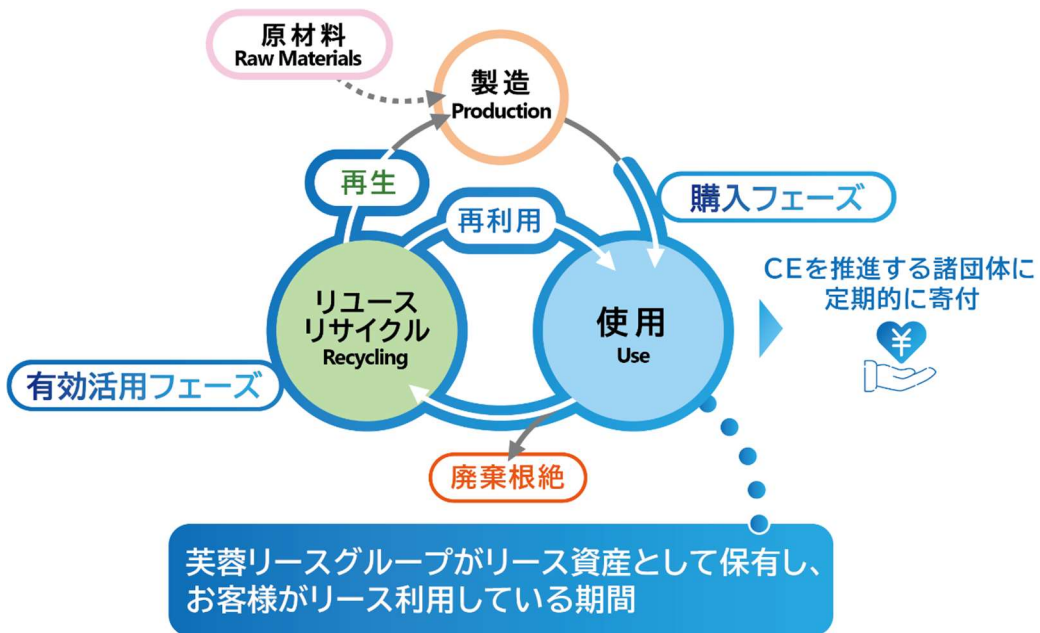 原材料
Raw Materials
製造
Production
再生
再利用
購入フェーズ
リユース
リサイクル
Recycling
使用
Use
CEを推進する諸団体に
定期的に寄付
¥
有効活用フェーズ
廃棄根絶
芙蓉リースグループがリース資産として保有し、
お客様がリース利用している期間